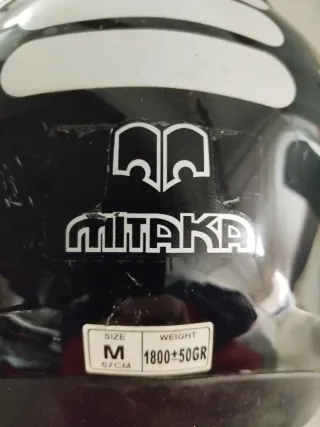 MITAKA
SIZE WEIGHT
M 1800±50GR
57CM